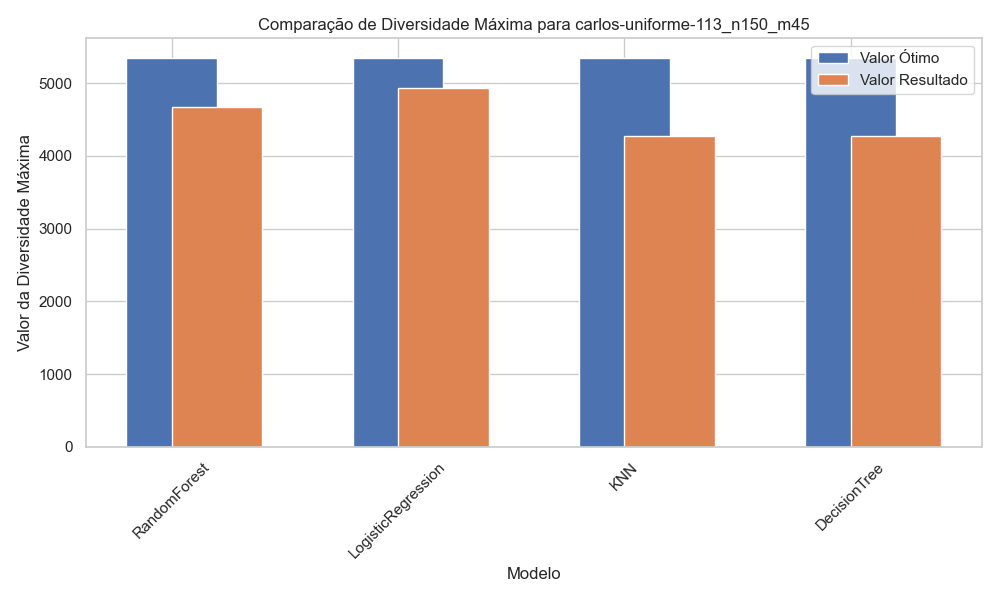 Comparação de Diversidade Máxima para carlos-uniforme-113_n150_m45
Valor Ótimo
Valor Resultado
Valor da Diversidade Máxima
5000
4000
3000
2000
1000
0
RandomForest
LogisticRegression
KNN
DecisionTree
Modelo